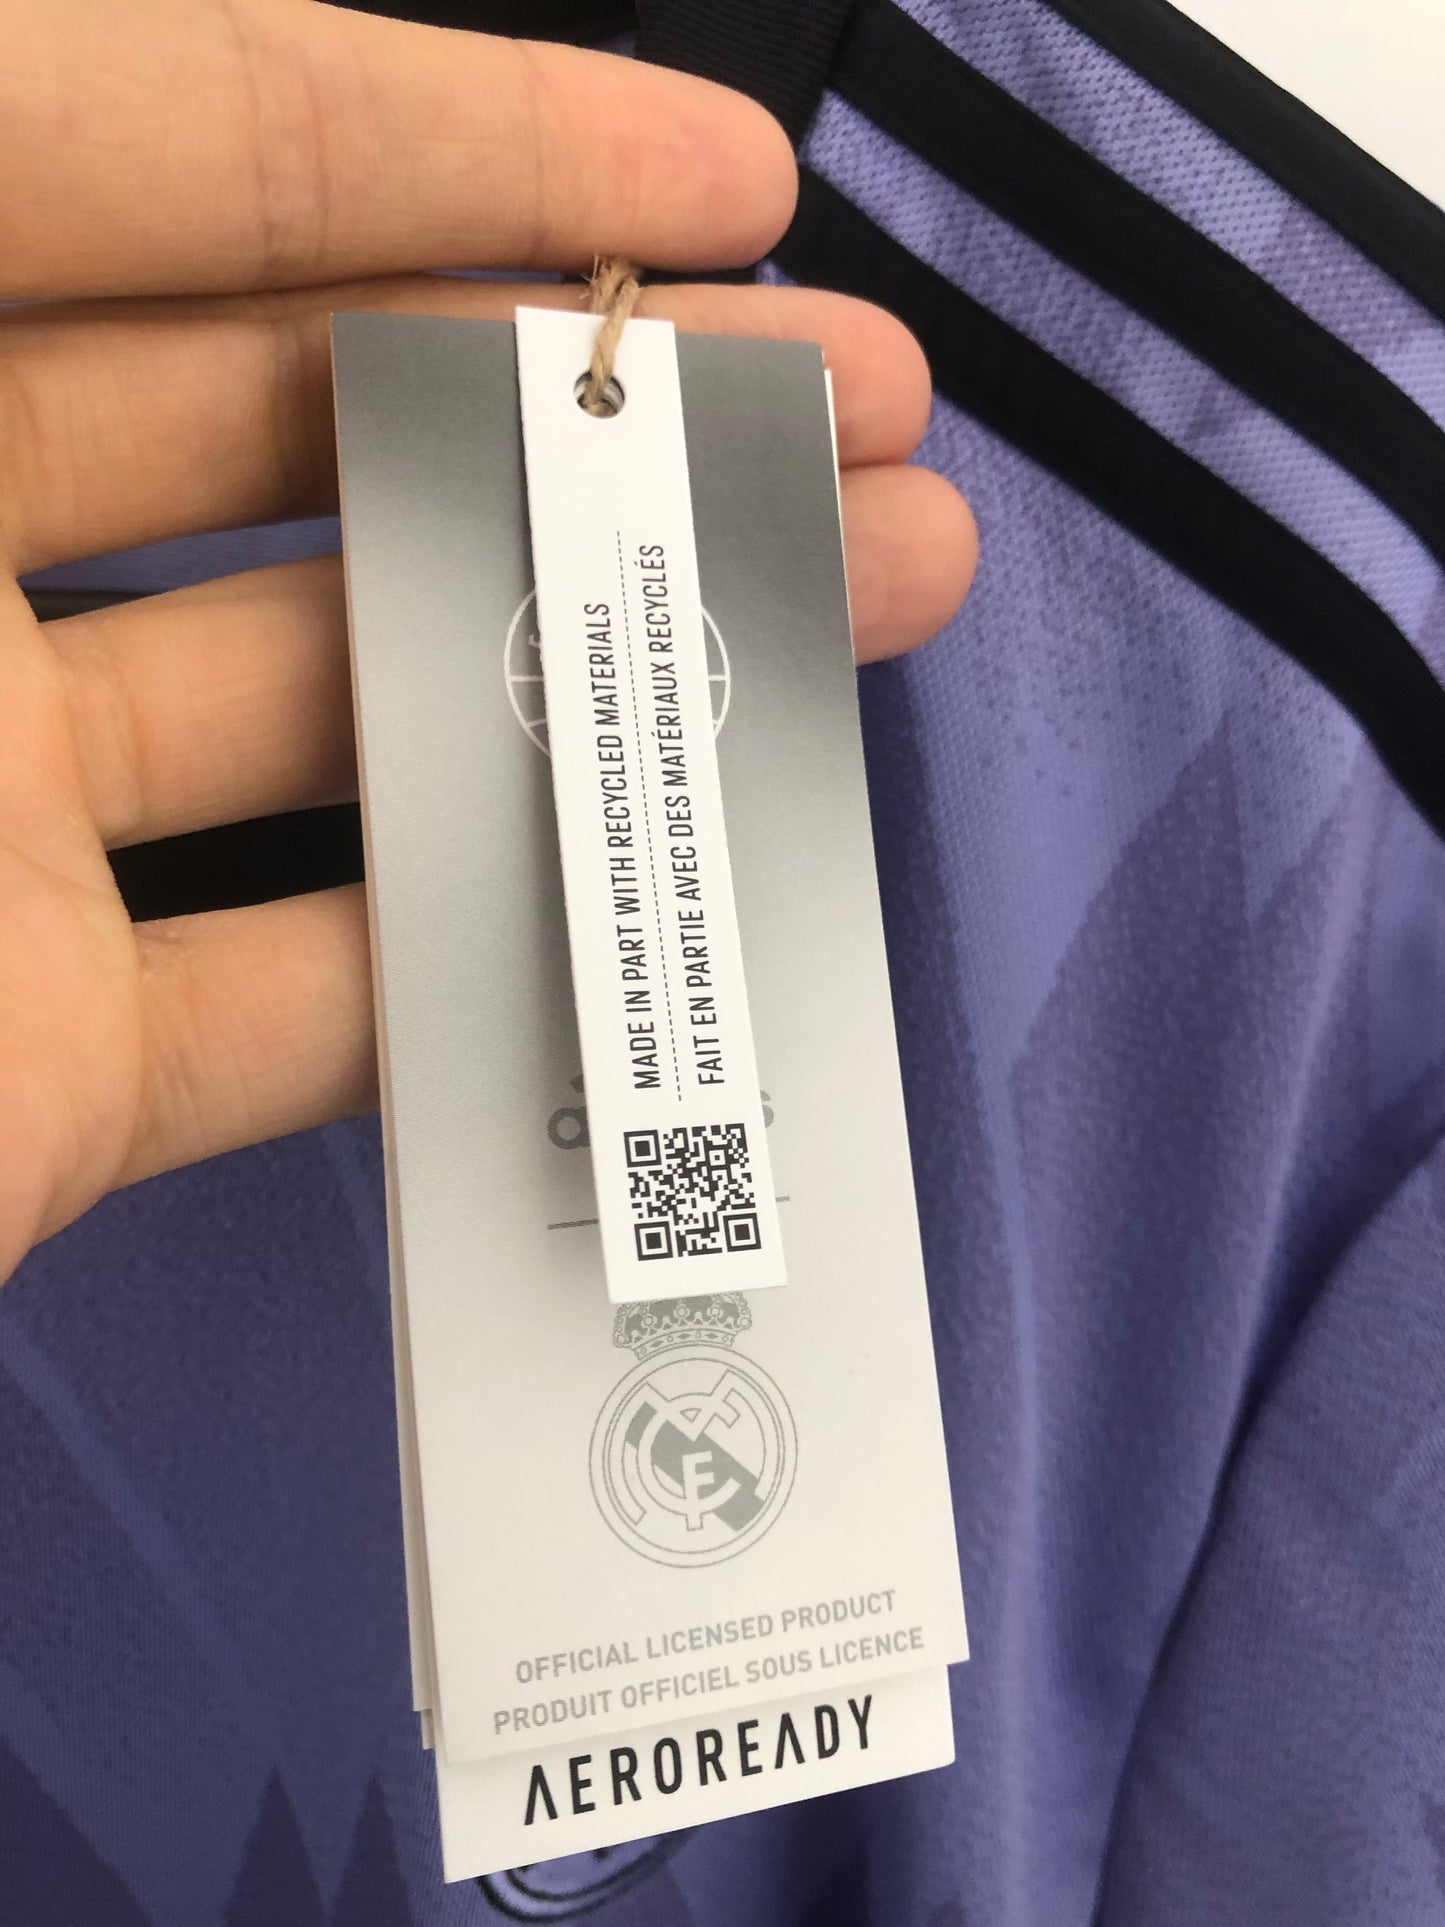 MADE IN PART WITH RECYCLED MATERIALS
FAIT EN PARTIE AVEC DES MATÉRIAUX RECYCLÉS
OFFICIAL LICENSED PRODUCT
PRODUIT OFFICIEL SOUS LICENCE
AEROREADY